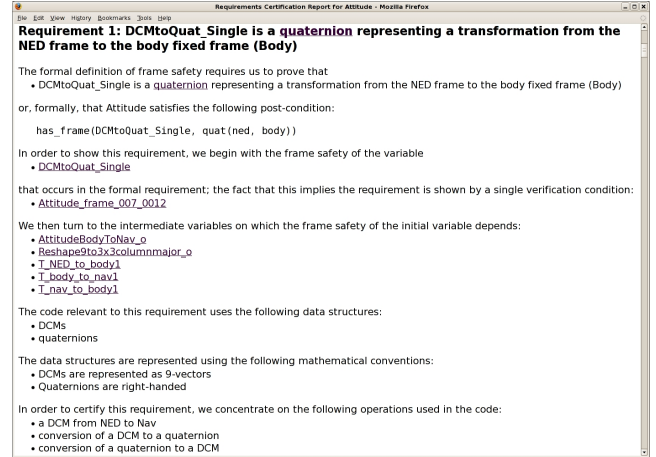 Requirements Certification Report for Attitude - Mozilla Firefox
File Edit View History Bookmarks Tools Help
Requirement 1: DCMtoQuat_Single is a quaternion representing a transformation from the
NED frame to the body fixed frame (Body)
The formal definition of frame safety requires us to prove that
• DCMtoQuat_Single is a quaternion representing a transformation from the NED frame to the body fixed frame (Body)
or, formally, that Attitude satisfies the following post-condition:
has_frame(DCMtoQuat_Single, quat(ned, body))
In order to show this requirement, we begin with the frame safety of the variable
• DCMtoQuat_Single
that occurs in the formal requirement; the fact that this implies the requirement is shown by a single verification condition:
• Attitude_frame_007_0012
We then turn to the intermediate variables on which the frame safety of the initial variable depends:
• AttitudeBodyToNav_o
• Reshape9to3x3columnmajor_o
• T_NED_to_body1
• T_body_to_nav1
• T_nav_to_body1
The code relevant to this requirement uses the following data structures:
• DCMs
• quaternions
The data structures are represented using the following mathematical conventions:
• DCMs are represented as 9-vectors
• Quaternions are right-handed
In order to certify this requirement, we concentrate on the following operations used in the code:
• a DCM from NED to Nav
• conversion of a DCM to a quaternion
• conversion of a quaternion to a DCM